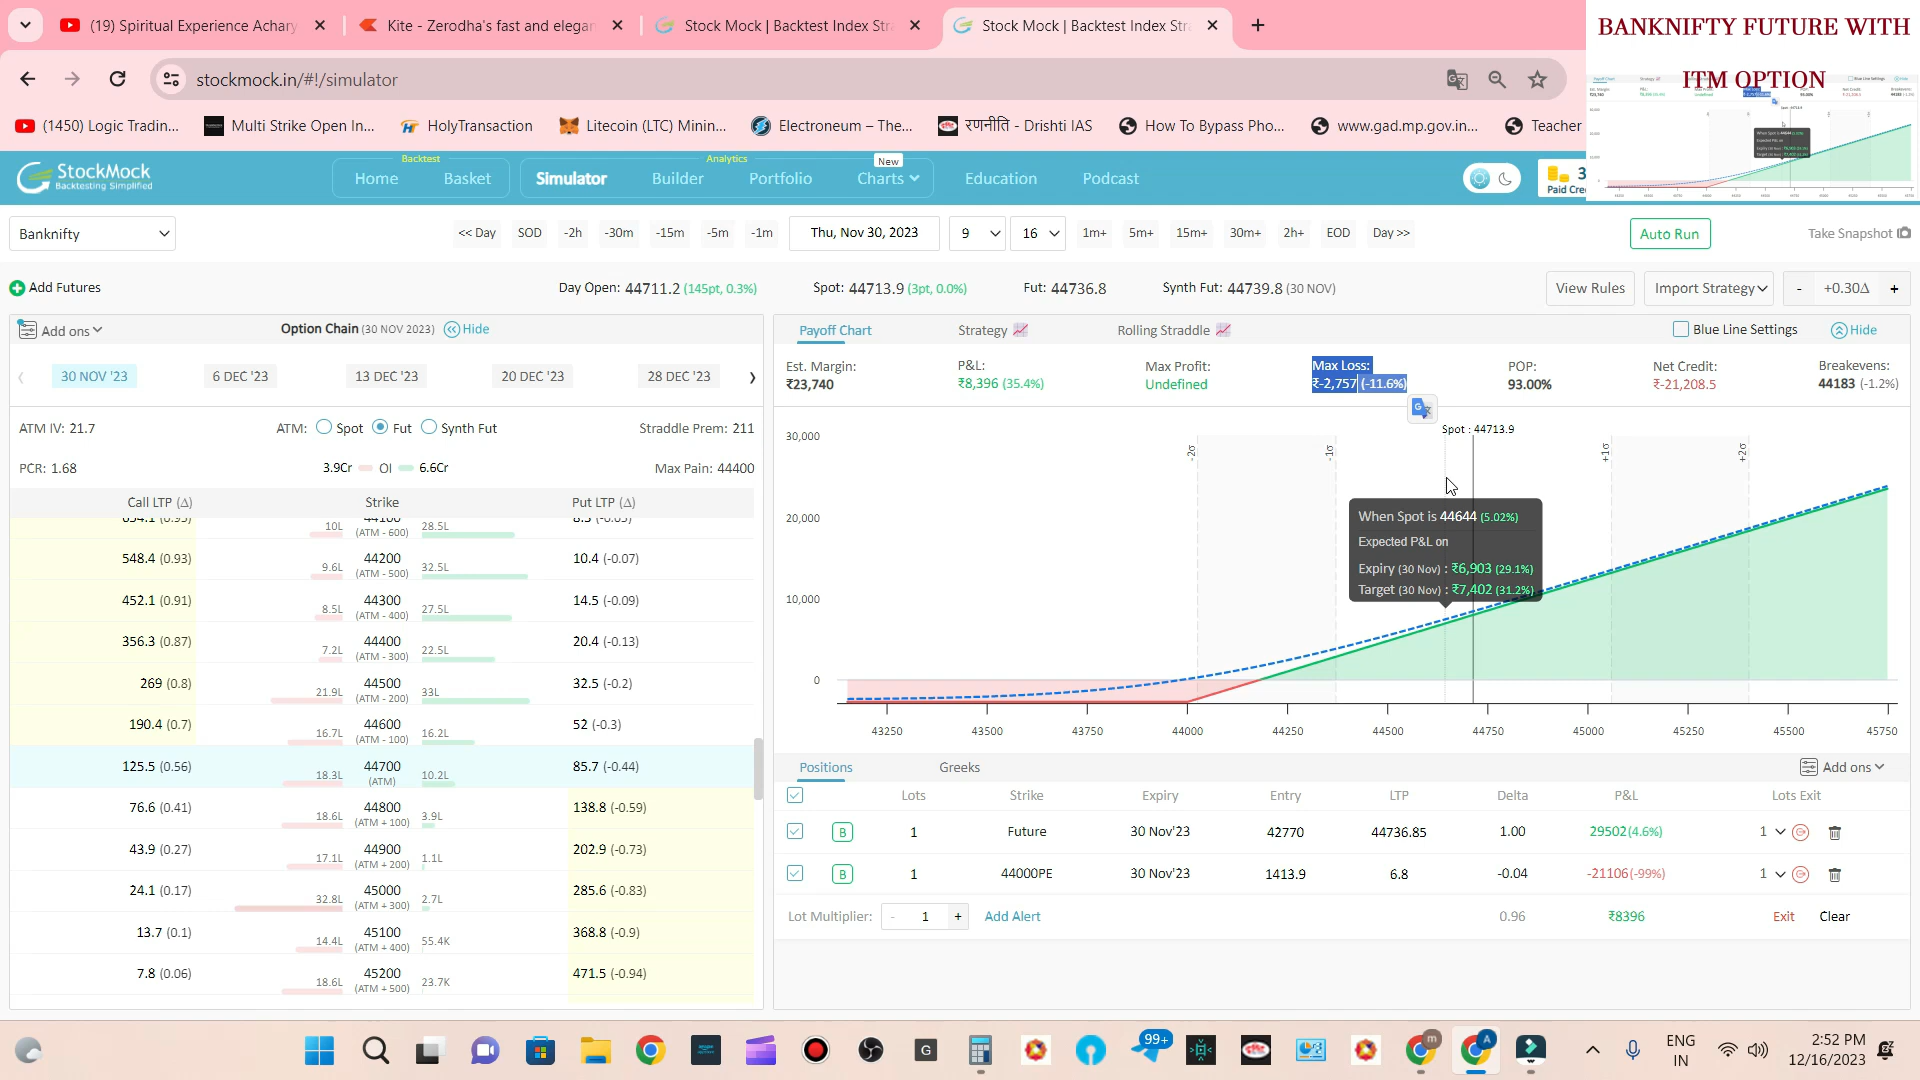 (19) Spiritual Experience Achary
Kite - Zerodha's fast and elegan
Stock Mock | Backtest Index Stra
Stock Mock | Backtest Index Stra
BANKNIFTY FUTURE WITH
ITM OPTION
stockmock.in/#!/simulator
(1450) Logic Tradin...
Multi Strike Open In...
HolyTransaction
Litecoin (LTC) Minin...
Electroneum – The...
रणनीति - Drishti IAS
How To Bypass Pho...
www.gad.mp.gov.in...
Teacher
StockMock
Backtesting Simplified
Backtest
Home Basket
Analytics
Simulator Builder Portfolio Charts
New
Education Podcast
Paid Cre
Banknifty
<< Day SOD -2h -30m -15m -5m -1m Thu, Nov 30, 2023 9 16 1m+ 5m+ 15m+ 30m+ 2h+ EOD Day >>
Auto Run
Take Snapshot
Add Futures
Day Open: 44711.2 (145pt, 0.3%) Spot: 44713.9 (3pt, 0.0%) Fut: 44736.8 Synth Fut: 44739.8 (30 NOV)
View Rules Import Strategy - +0.30Δ +
Add ons Option Chain (30 NOV 2023) Hide
30 NOV '23 6 DEC '23 13 DEC '23 20 DEC '23 28 DEC '23
ATM IV: 21.7 ATM: Spot Fut Synth Fut Straddle Prem: 211
PCR: 1.68 3.9Cr OI 6.6Cr Max Pain: 44400
Call LTP (Δ) Strike Put LTP (Δ)
10L (ATM - 600) 28.5L
548.4 (0.93) 9.6L 44200 (ATM - 500) 32.5L 10.4 (-0.07)
452.1 (0.91) 8.5L 44300 (ATM - 400) 27.5L 14.5 (-0.09)
356.3 (0.87) 7.2L 44400 (ATM - 300) 22.5L 20.4 (-0.13)
269 (0.8) 21.9L 44500 (ATM - 200) 33L 32.5 (-0.2)
190.4 (0.7) 16.7L 44600 (ATM - 100) 16.2L 52 (-0.3)
125.5 (0.56) 18.3L 44700 (ATM) 10.2L 85.7 (-0.44)
76.6 (0.41) 18.6L 44800 (ATM + 100) 3.9L 138.8 (-0.59)
43.9 (0.27) 17.1L 44900 (ATM + 200) 1.1L 202.9 (-0.73)
24.1 (0.17) 32.8L 45000 (ATM + 300) 2.7L 285.6 (-0.83)
13.7 (0.1) 14.4L 45100 (ATM + 400) 55.4K 368.8 (-0.9)
7.8 (0.06) 18.6L 45200 (ATM + 500) 23.7K 471.5 (-0.94)
Payoff Chart Strategy Rolling Straddle Blue Line Settings Hide
Est. Margin: P&L: Max Profit: Max Loss: POP: Net Credit: Breakevens:
₹23,740 ₹8,396 (35.4%) Undefined ₹-2,757 (-11.6%) 93.00% ₹-21,208.5 44183 (-1.2%)
Spot : 44713.9
30,000
20,000
10,000
0
-2σ -1σ +1σ +2σ
When Spot is 44644 (5.02%)
Expected P&L on
Expiry (30 Nov) : ₹6,903 (29.1%)
Target (30 Nov) : ₹7,402 (31.2%)
43250 43500 43750 44000 44250 44500 44750 45000 45250 45500 45750
Positions Greeks Add ons
Lots Strike Expiry Entry LTP Delta P&L Lots Exit
B 1 Future 30 Nov'23 42770 44736.85 1.00 29502(4.6%) 1
B 1 44000PE 30 Nov'23 1413.9 6.8 -0.04 -21106(-99%) 1
Lot Multiplier: - 1 + Add Alert 0.96 ₹8396 Exit Clear
99+
ENG
IN
2:52 PM
12/16/2023